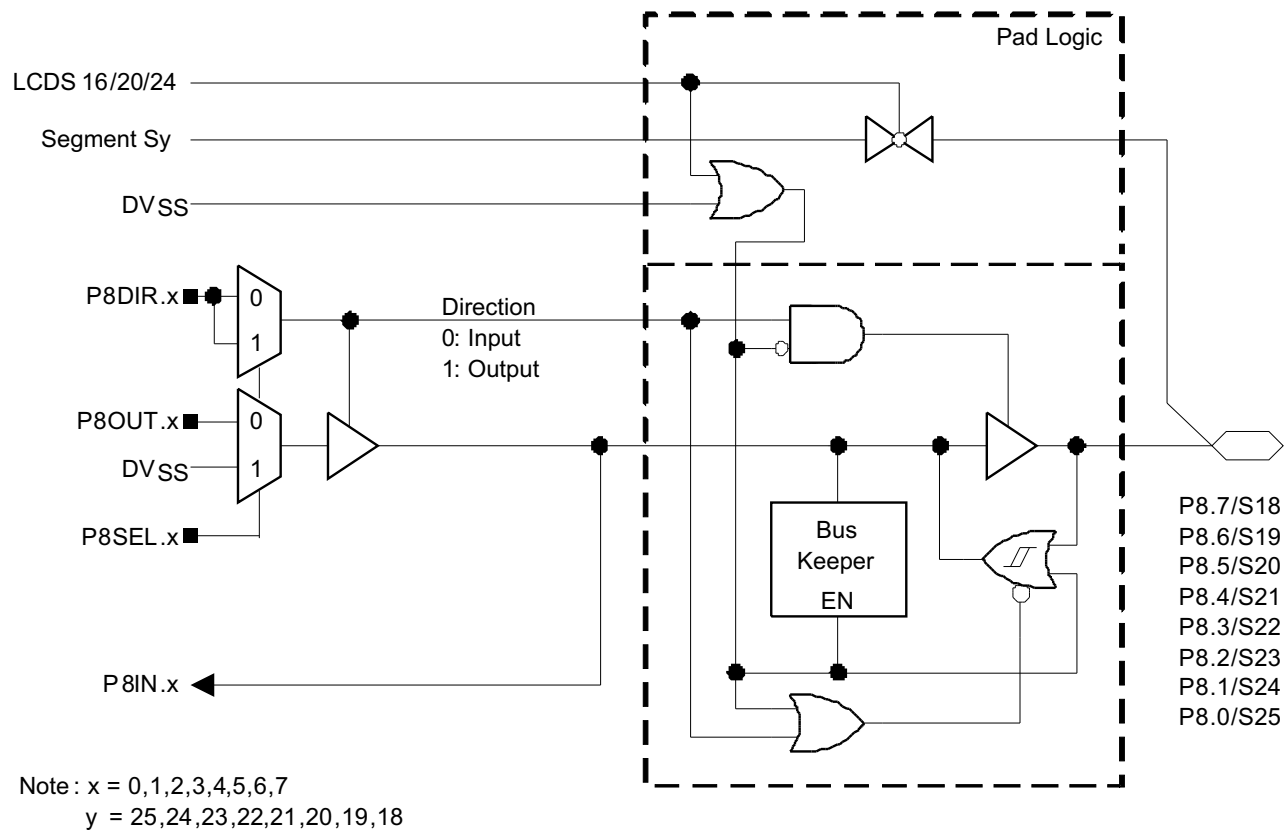 Pad Logic
LCDS 16/20/24
Segment Sy
DVSS
P8DIR.x
0
1
Direction
0: Input
1: Output
P8OUT.x
0
DVSS
1
P8SEL.x
Bus
Keeper
EN
P8.7/S18
P8.6/S19
P8.5/S20
P8.4/S21
P8.3/S22
P8.2/S23
P8.1/S24
P8.0/S25
P8IN.x
Note: x = 0,1,2,3,4,5,6,7
y = 25,24,23,22,21,20,19,18